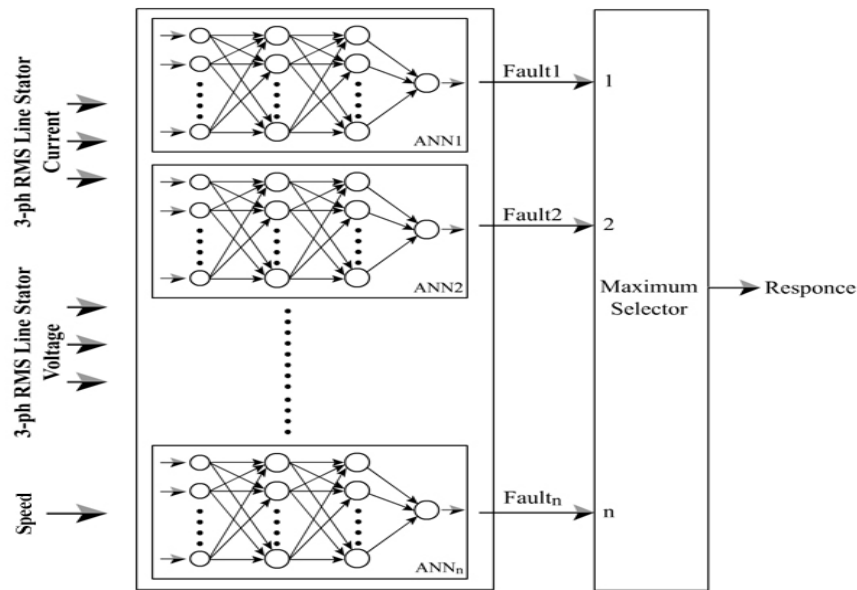 3-ph RMS Line Stator
Current
3-ph RMS Line Stator
Voltage
Speed
ANN1
ANN2
ANNn
Fault1
Fault2
Faultn
1
2
n
Maximum
Selector
Responce